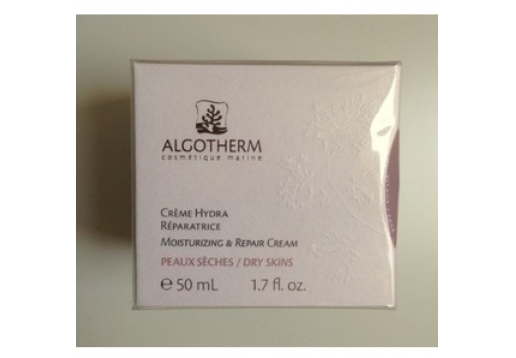 ALGOTHERM
cosmétique marine
CRÈME HYDRA
RÉPARATRICE
MOISTURIZING & REPAIR CREAM
PEAUX SÈCHES / DRY SKINS
℮ 50 mL 1.7 fl. oz.